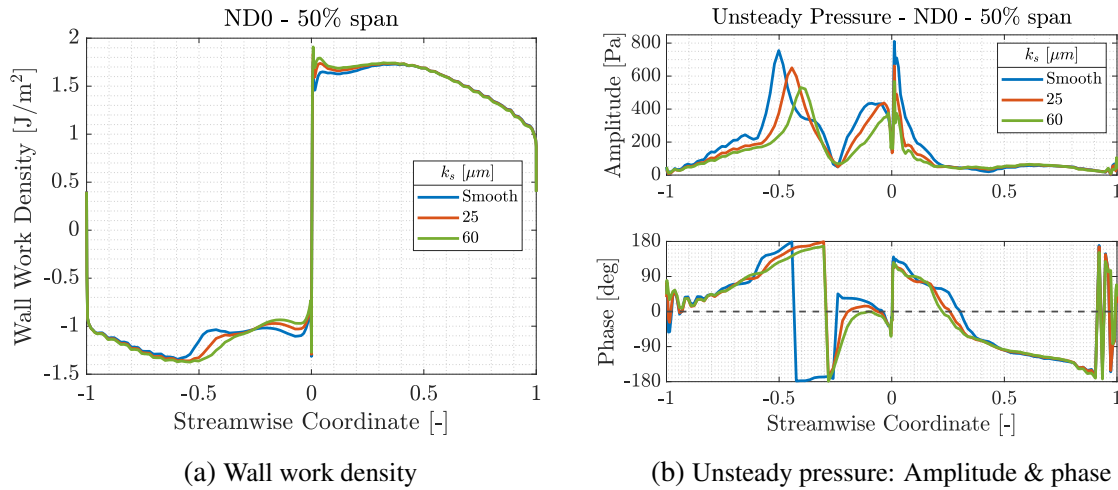 ND0 - 50% span
Wall Work Density [J/m²]
2
1.5
1
0.5
0
-0.5
-1
-1.5
k_s [μm]
Smooth
25
60
-1
-0.5
0
0.5
1
Streamwise Coordinate [-]
(a) Wall work density
Unsteady Pressure - ND0 - 50% span
Amplitude [Pa]
800
600
400
200
0
k_s [μm]
Smooth
25
60
-1
-0.5
0
0.5
1
Phase [deg]
180
90
0
-90
-180
-1
-0.5
0
0.5
1
Streamwise Coordinate [-]
(b) Unsteady pressure: Amplitude & phase